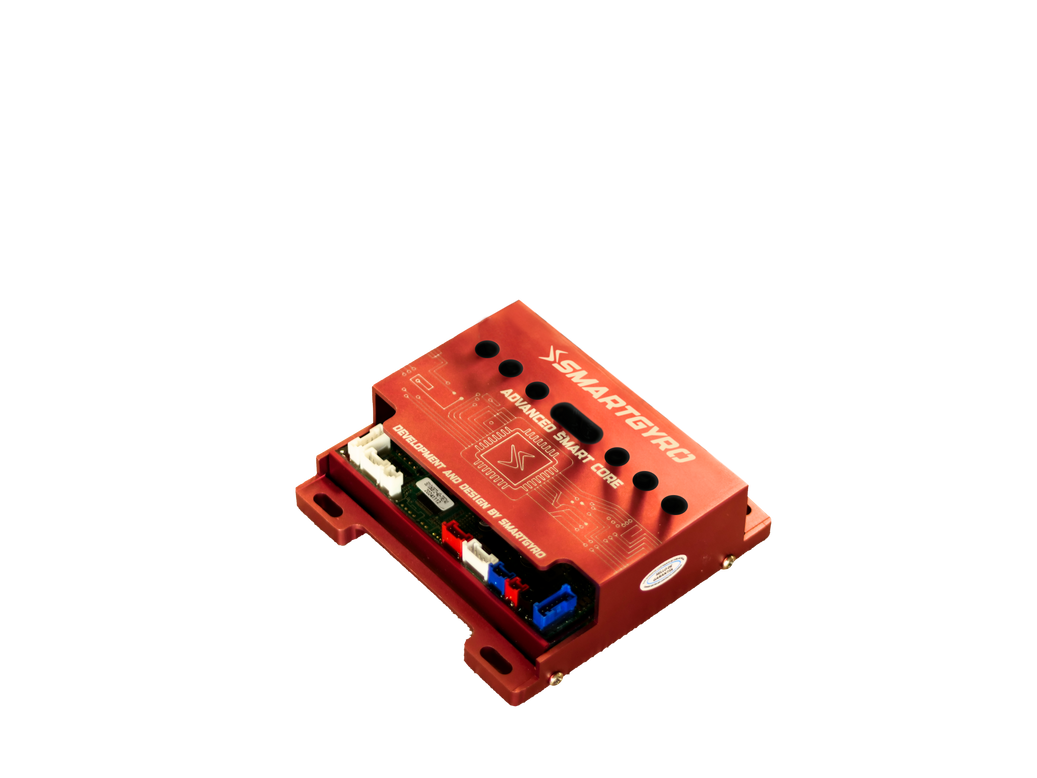 SMARTGYRO
ADVANCED SMART CORE
DEVELOPMENT AND DESIGN BY SMARTGYRO